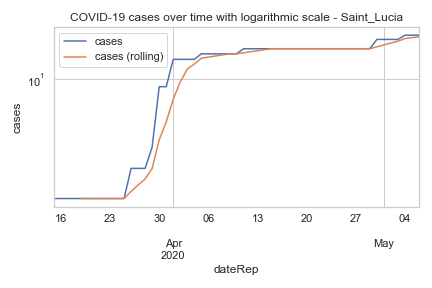 COVID-19 cases over time with logarithmic scale - Saint_Lucia
cases
cases (rolling)
10¹
cases
16 23 30 06 13 20 27 04
Apr May
2020
dateRep